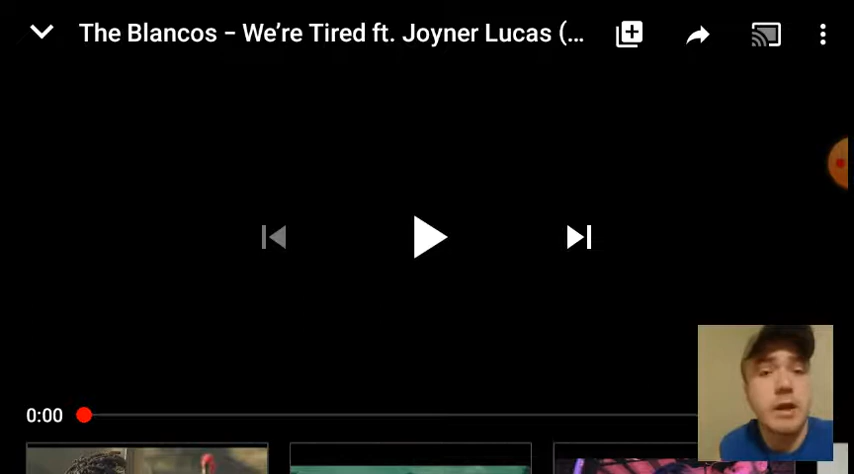 The Blancos – We’re Tired ft. Joyner Lucas (...
0:00